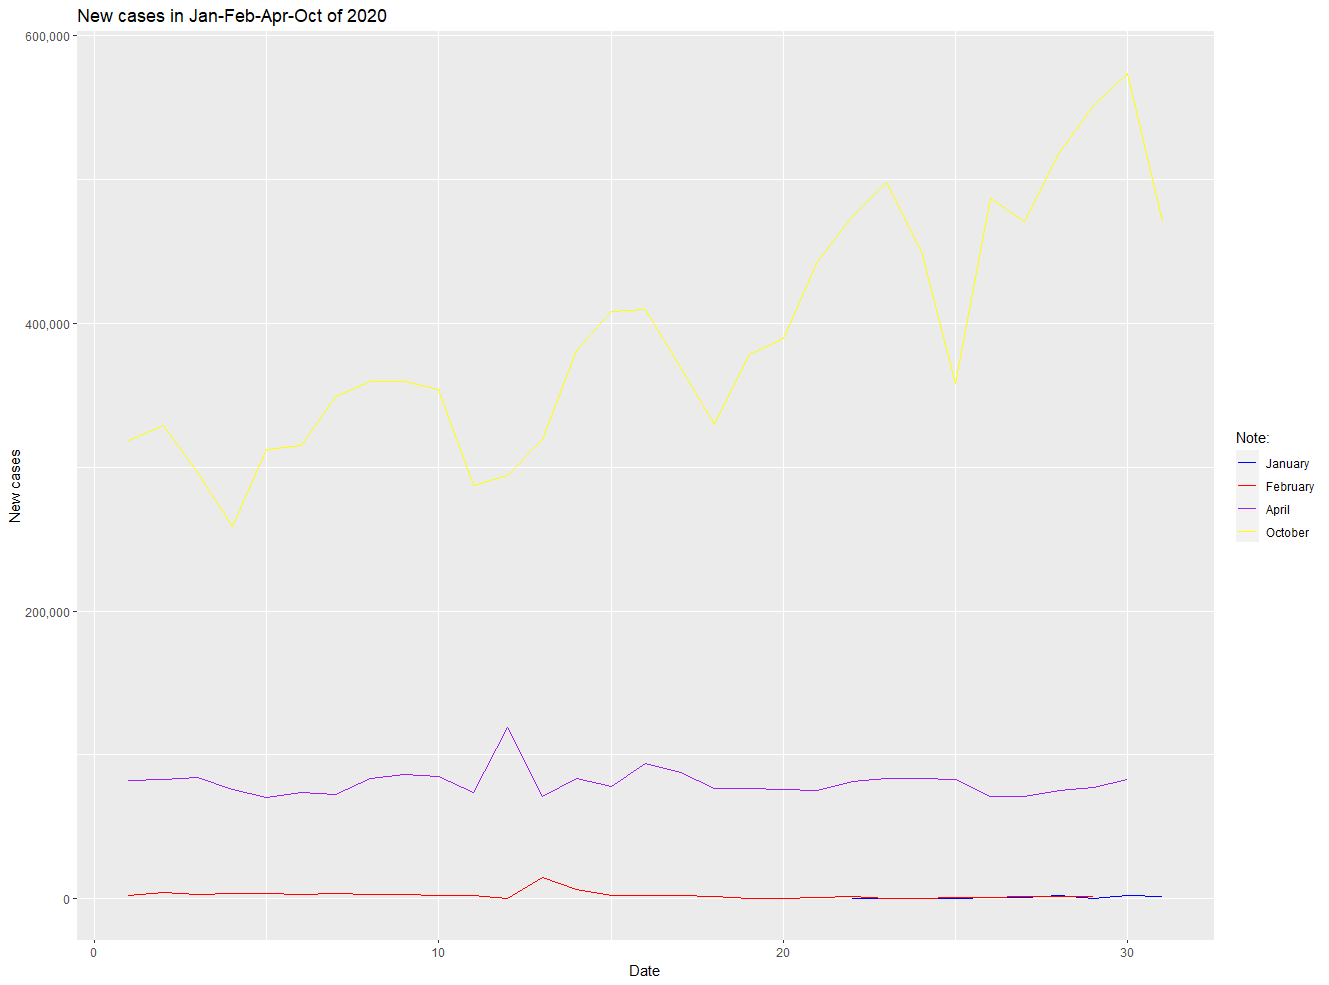 New cases in Jan-Feb-Apr-Oct of 2020
600,000
400,000
200,000
0
New cases
0
10
20
30
Date
Note:
January
February
April
October